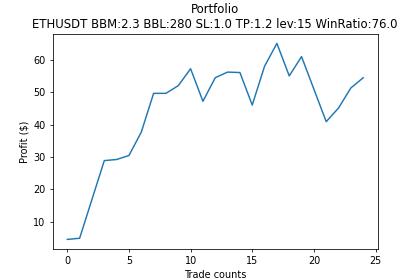 Portfolio
ETHUSDT BBM:2.3 BBL:280 SL:1.0 TP:1.2 lev:15 WinRatio:76.0
60
50
40
30
20
10
Profit ($)
0 5 10 15 20 25
Trade counts